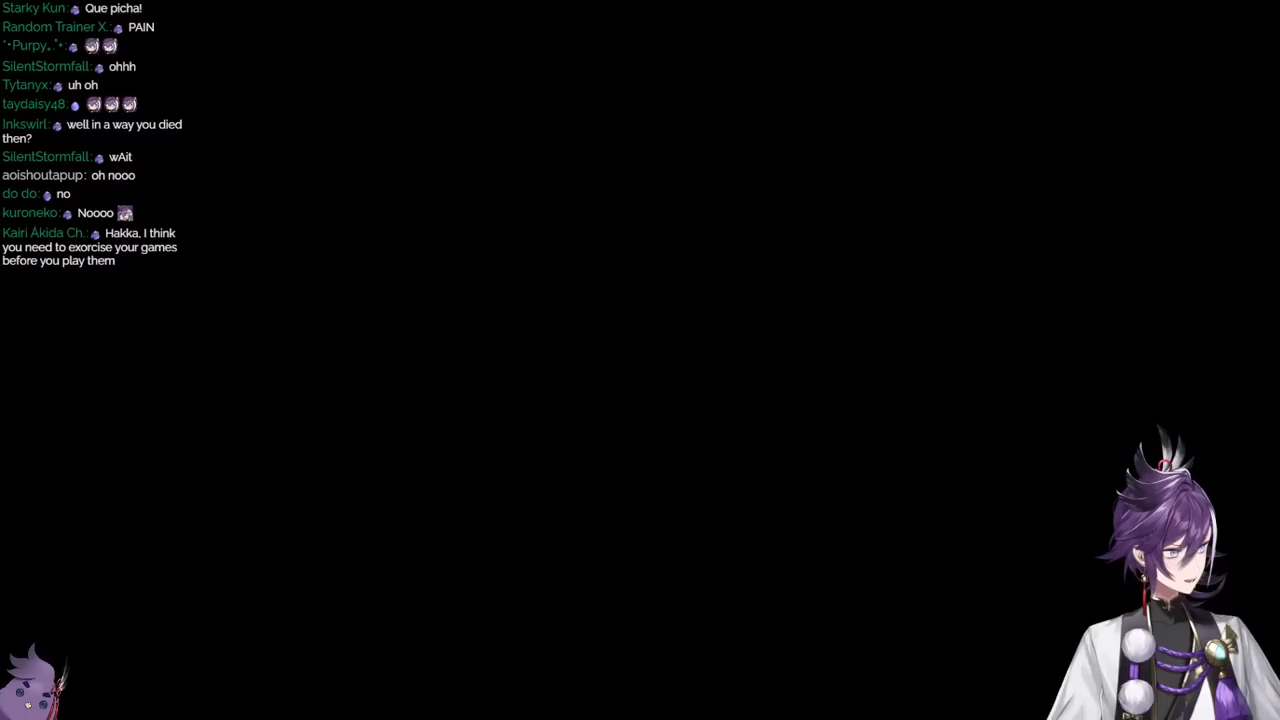 Starky Kun: Que picha!
Random Trainer X.: PAIN
Purpy
SilentStormfall: ohhh
Tytanyx: uh oh
taydaisy48:
Inkswirl: well in a way you died
then?
SilentStormfall: wAit
aoishoutapup: oh nooo
do do: no
kuroneko: Noooo
Kairi Ákida Ch.: Hakka, I think
you need to exorcise your games
before you play them